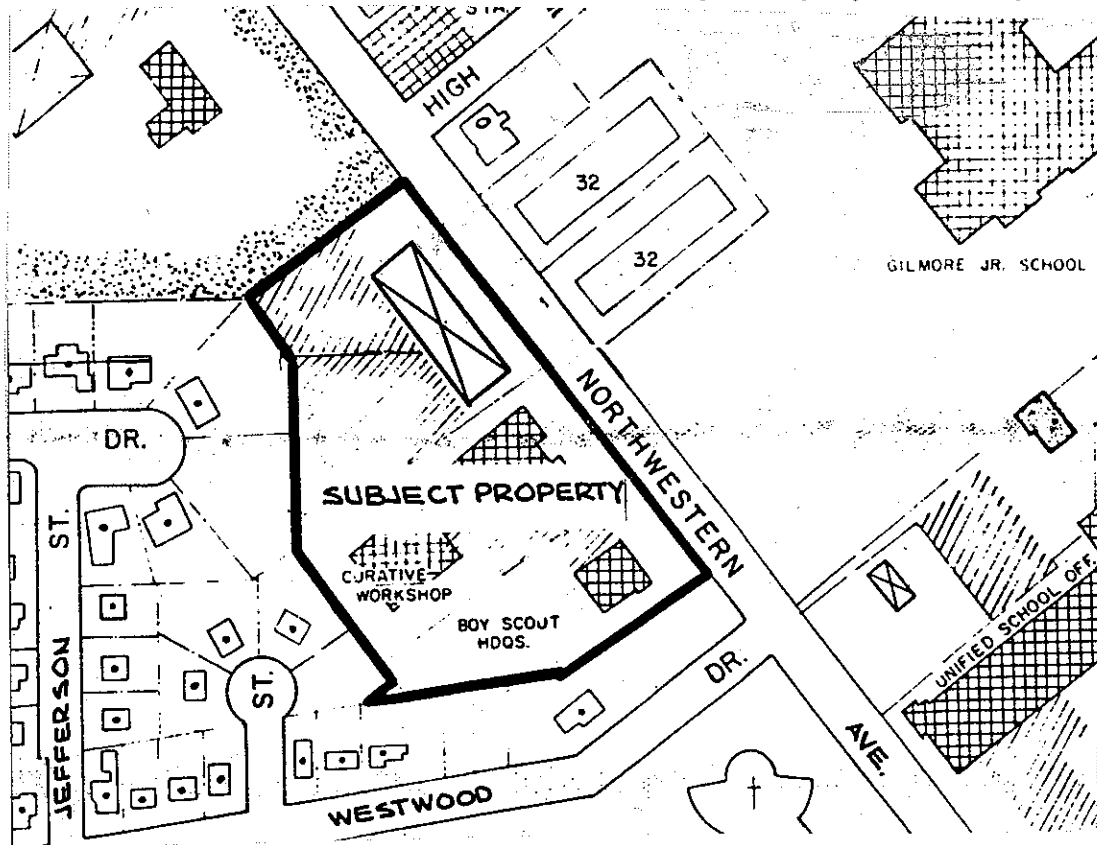 STA.
HIGH
32
32
GILMORE JR. SCHOOL
NORTHWESTERN
DR.
SUBJECT PROPERTY
ST.
CURATIVE
WORKSHOP
BOY SCOUT
HDQS.
UNIFIED SCHOOL OFF.
JEFFERSON
ST.
DR.
AVE.
WESTWOOD